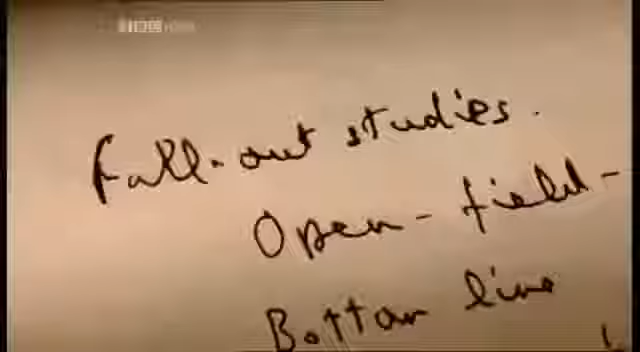 BBC
Fall-out studies.
Open-field-
Bottom line